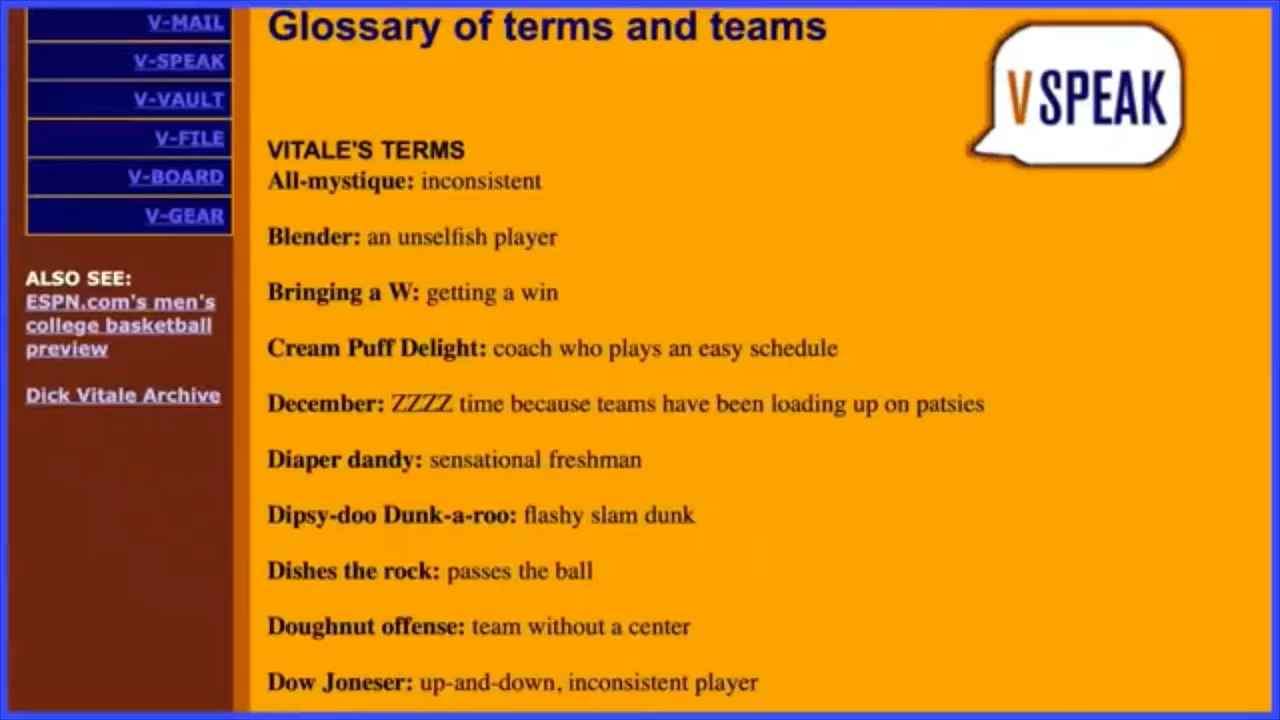 V-MAIL
V-SPEAK
V-VAULT
V-FILE
V-BOARD
V-GEAR
ALSO SEE:
ESPN.com's men's
college basketball
preview
Dick Vitale Archive
Glossary of terms and teams
V SPEAK
VITALE'S TERMS
All-mystique: inconsistent
Blender: an unselfish player
Bringing a W: getting a win
Cream Puff Delight: coach who plays an easy schedule
December: ZZZZ time because teams have been loading up on patsies
Diaper dandy: sensational freshman
Dipsy-doo Dunk-a-roo: flashy slam dunk
Dishes the rock: passes the ball
Doughnut offense: team without a center
Dow Joneser: up-and-down, inconsistent player